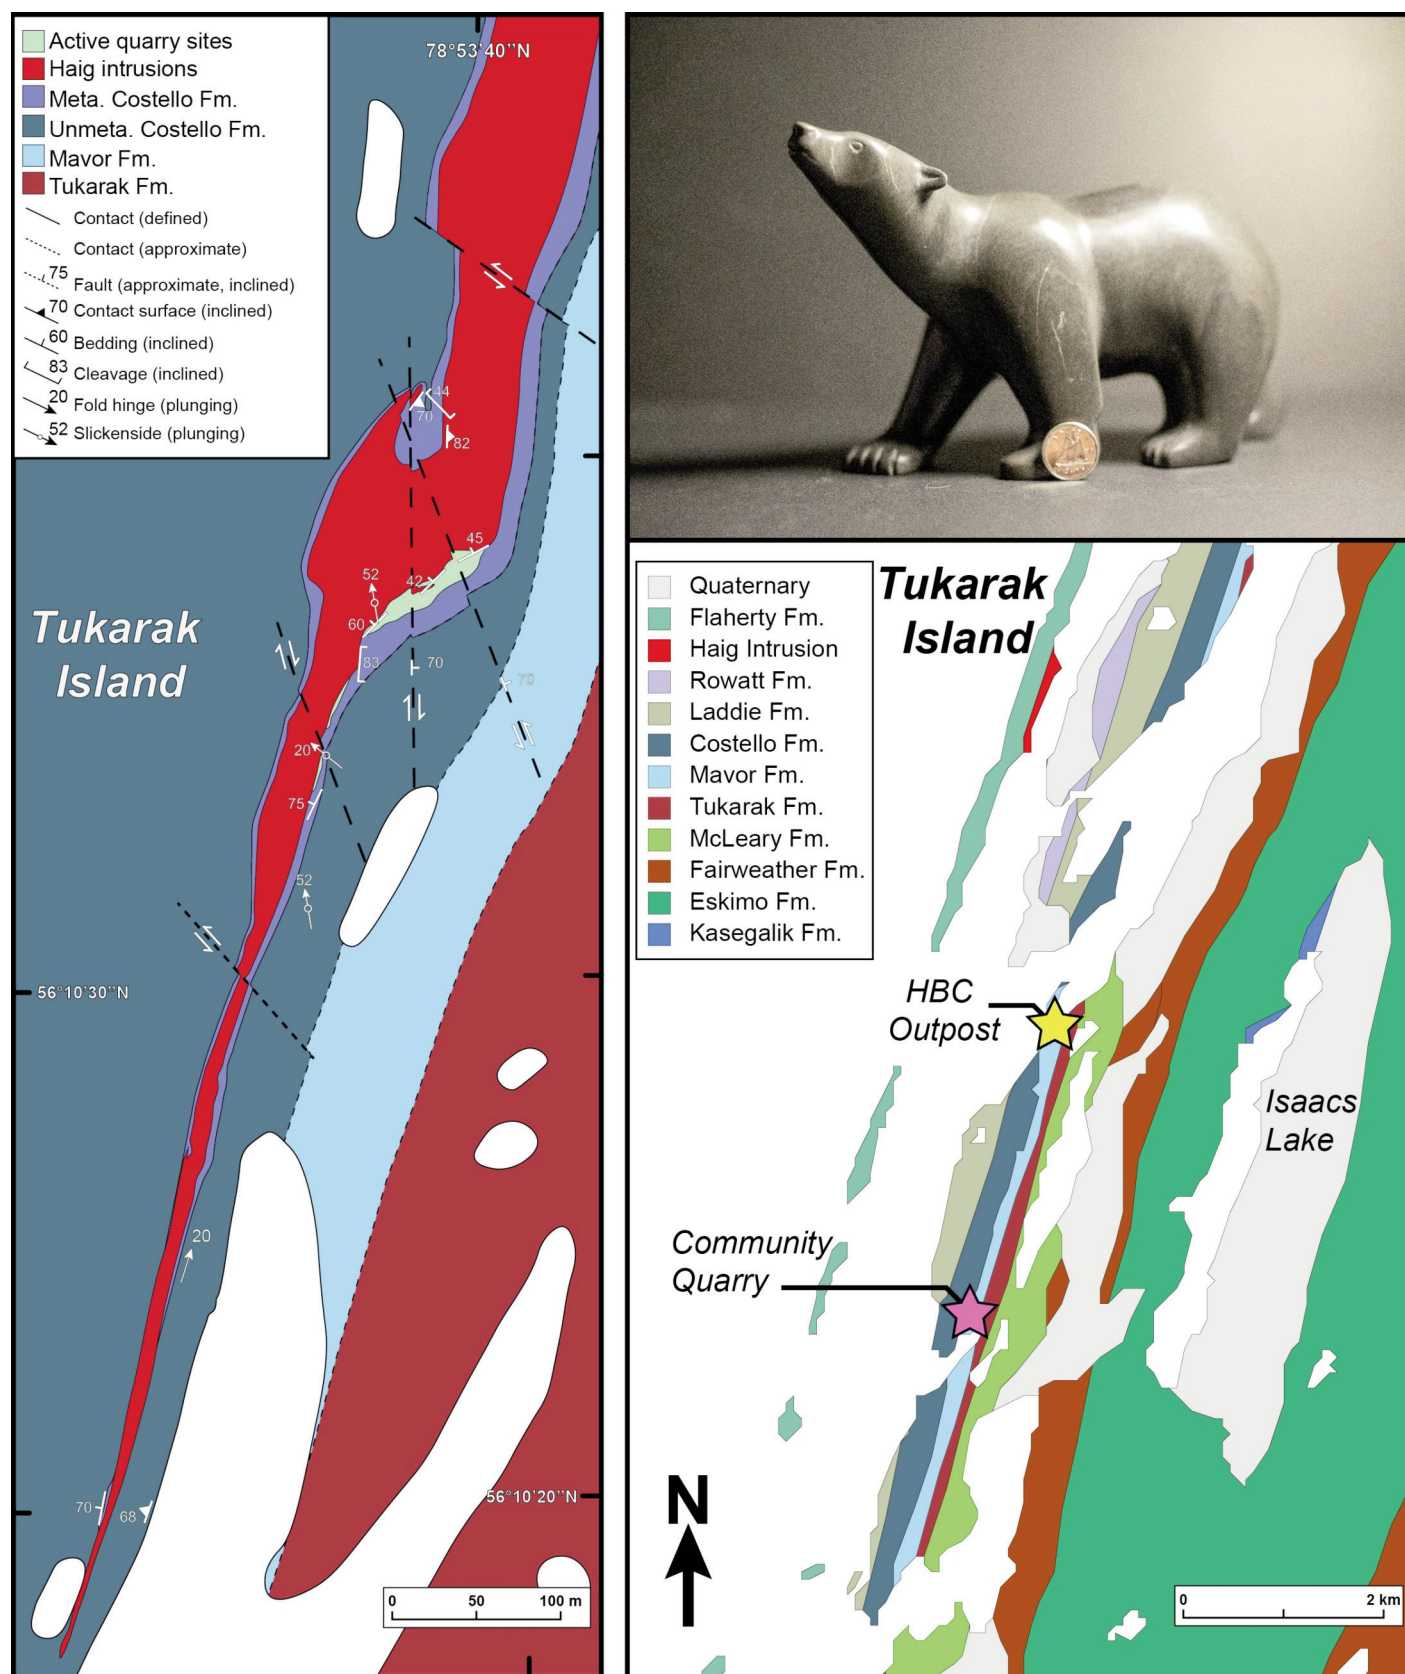 Active quarry sites
Haig intrusions
Meta. Costello Fm.
Unmeta. Costello Fm.
Mavor Fm.
Tukarak Fm.
Contact (defined)
Contact (approximate)
75 Fault (approximate, inclined)
70 Contact surface (inclined)
60 Bedding (inclined)
83 Cleavage (inclined)
20 Fold hinge (plunging)
52 Slickenside (plunging)
78°53'40"N
44
70
82
45
42
52
60
83
70
70
Tukarak
Island
20
75
52
56°10'30"N
20
70
68
56°10'20"N
0 50 100 m
Quaternary
Flaherty Fm.
Haig Intrusion
Rowatt Fm.
Laddie Fm.
Costello Fm.
Mavor Fm.
Tukarak Fm.
McLeary Fm.
Fairweather Fm.
Eskimo Fm.
Kasegalik Fm.
Tukarak
Island
HBC
Outpost
Isaacs
Lake
Community
Quarry
N
0 2 km